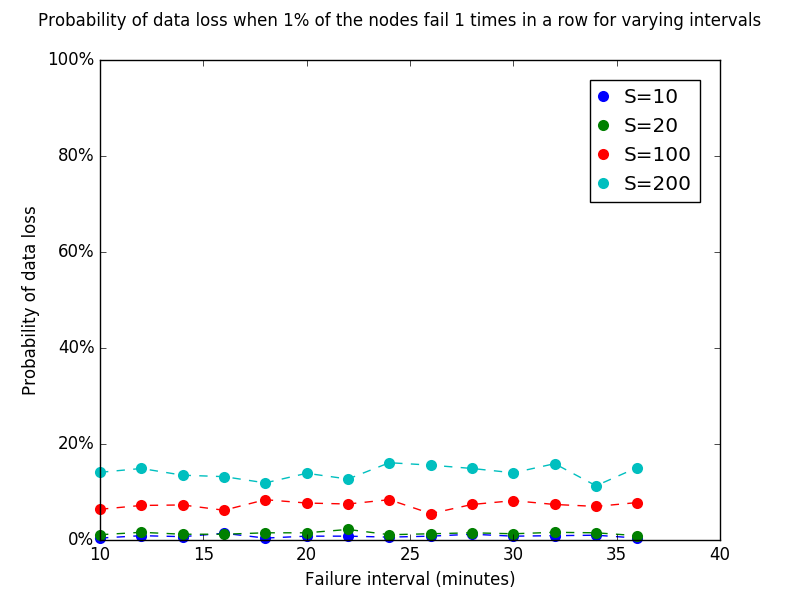 Probability of data loss when 1% of the nodes fail 1 times in a row for varying intervals
100%
80%
60%
40%
20%
0%
Probability of data loss
S=10
S=20
S=100
S=200
10 15 20 25 30 35 40
Failure interval (minutes)